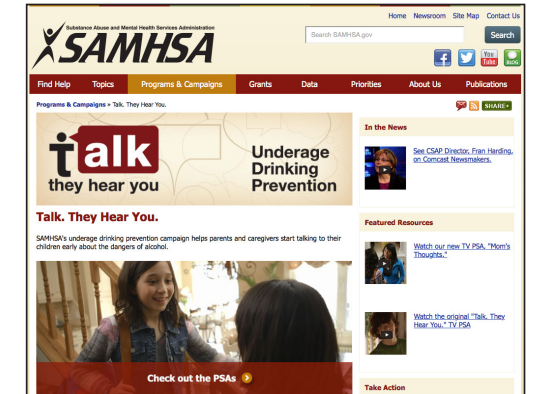 Home Newsroom Site Map Contact Us
Substance Abuse and Mental Health Services Administration
SAMHSA
Search SAMHSA.gov
Search
You
Tube
BLOG
Find Help Topics Programs & Campaigns Grants Data Priorities About Us Publications
Programs & Campaigns » Talk. They Hear You.
SHARE+
talk
they hear you
Underage
Drinking
Prevention
In the News
See CSAP Director, Fran Harding,
on Comcast Newsmakers.
Talk. They Hear You.
SAMHSA's underage drinking prevention campaign helps parents and caregivers start talking to their
children early about the dangers of alcohol.
Featured Resources
Watch our new TV PSA, "Mom's
Thoughts."
Watch the original "Talk. They
Hear You." TV PSA
Check out the PSAs
Take Action